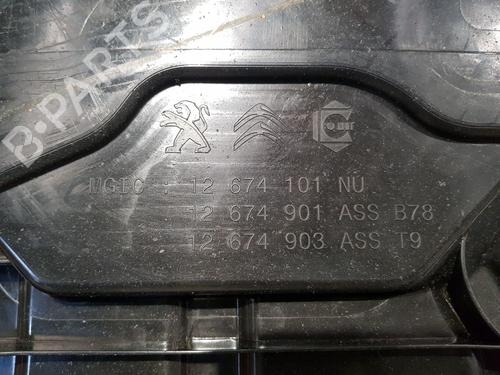 B-PARTS
MGIC : 12 674 101 NU
12 674 901 ASS B78
12 674 903 ASS T9